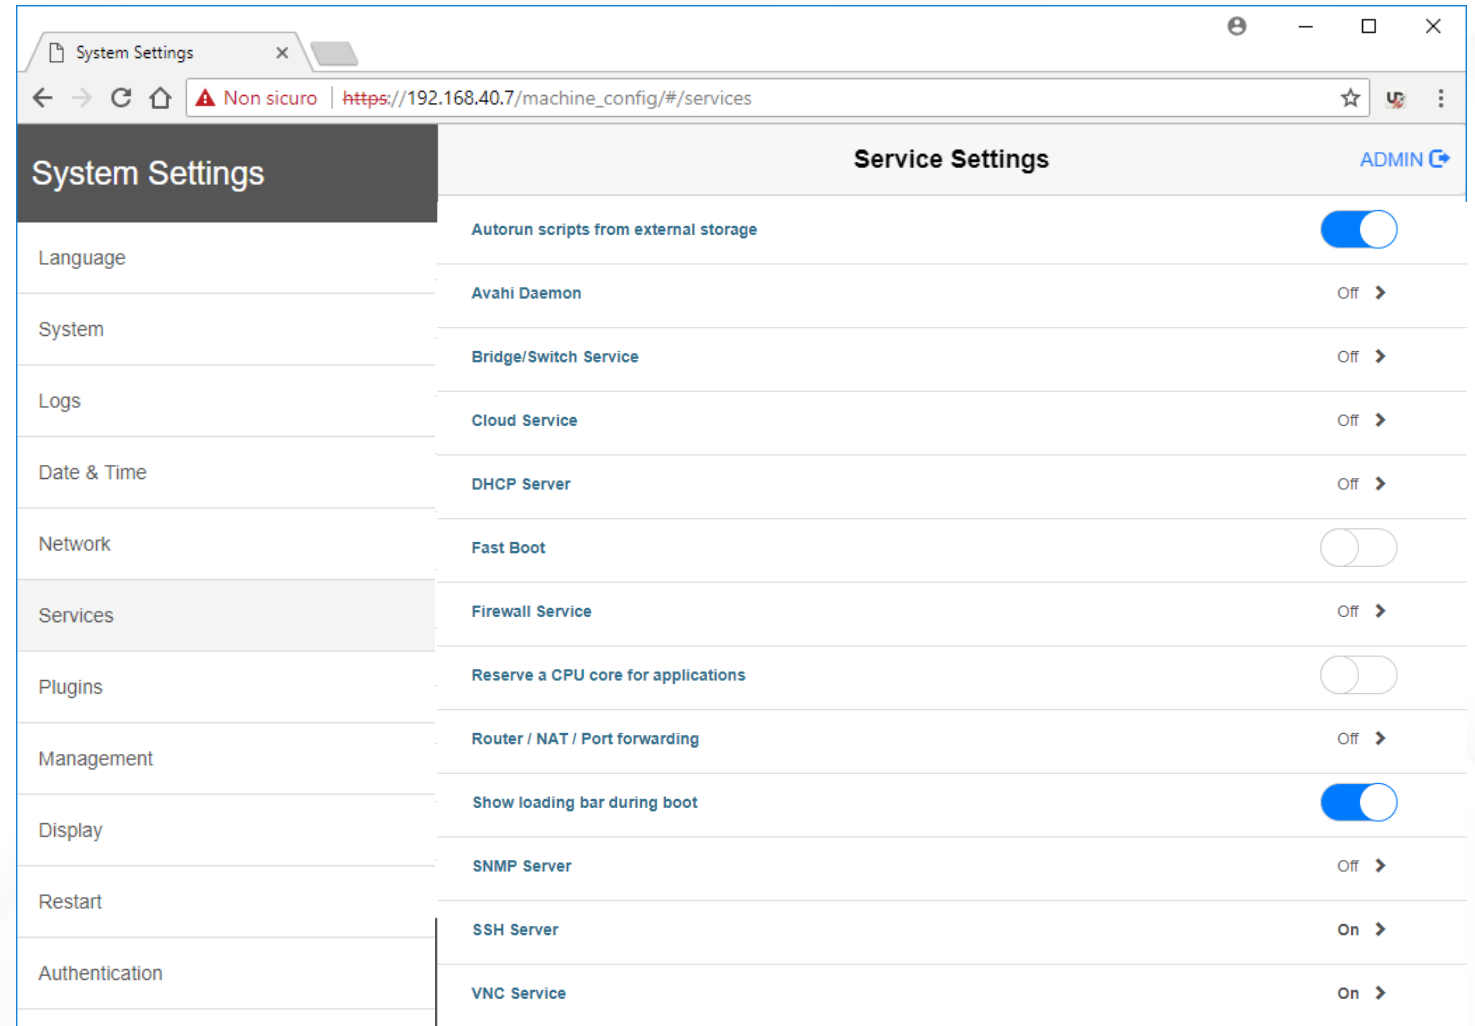 System Settings
Non sicuro | https://192.168.40.7/machine_config/#/services
System Settings
Service Settings
ADMIN
Language
System
Logs
Date & Time
Network
Services
Plugins
Management
Display
Restart
Authentication
Autorun scripts from external storage
Avahi Daemon Off
Bridge/Switch Service Off
Cloud Service Off
DHCP Server Off
Fast Boot
Firewall Service Off
Reserve a CPU core for applications
Router / NAT / Port forwarding Off
Show loading bar during boot
SNMP Server Off
SSH Server On
VNC Service On